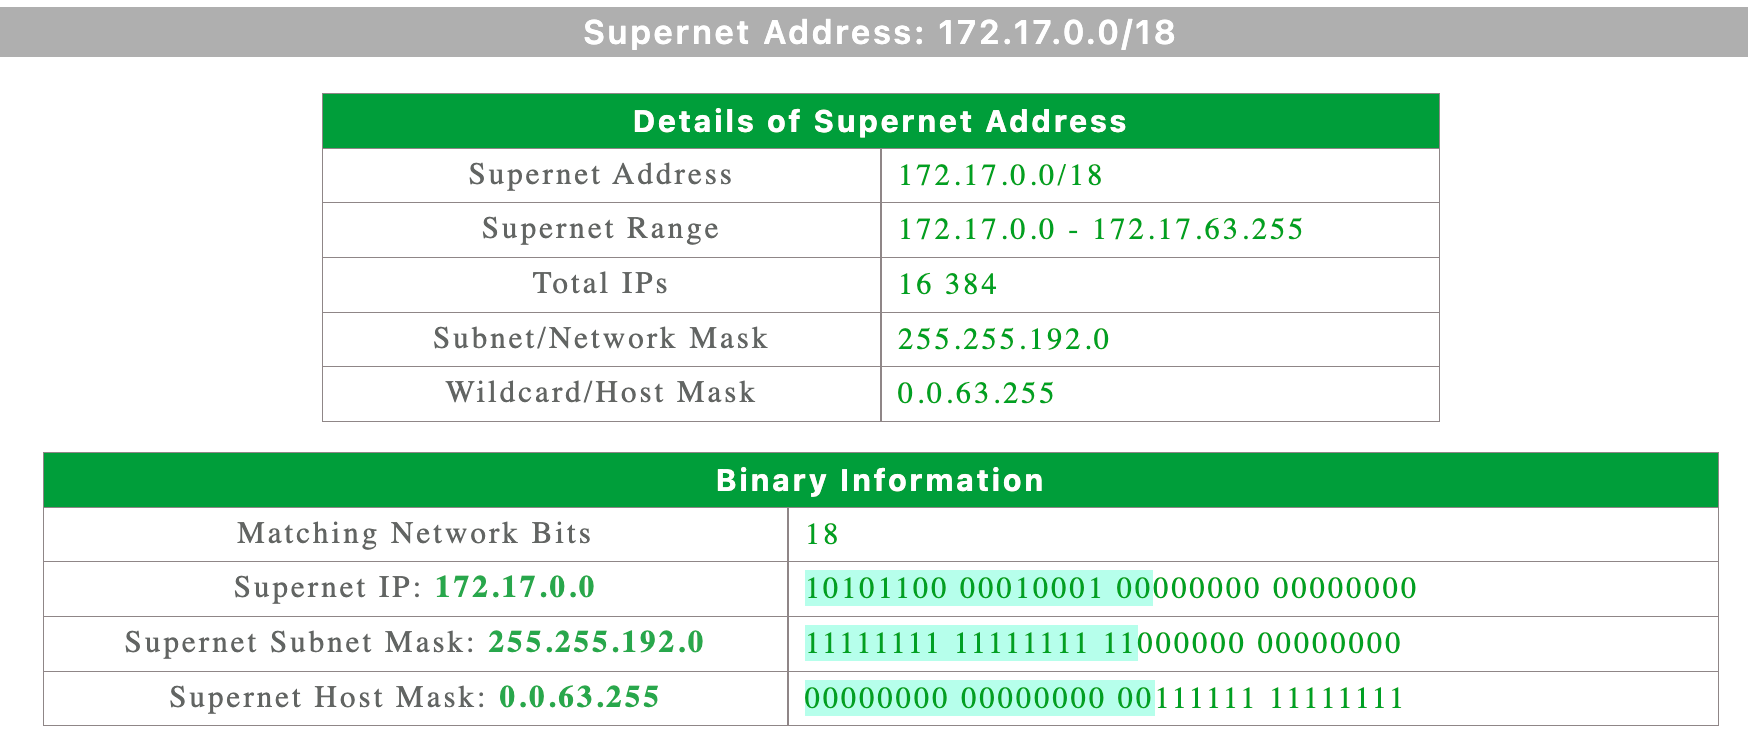 Supernet Address: 172.17.0.0/18
Details of Supernet Address
Supernet Address 172.17.0.0/18
Supernet Range 172.17.0.0 - 172.17.63.255
Total IPs 16 384
Subnet/Network Mask 255.255.192.0
Wildcard/Host Mask 0.0.63.255
Binary Information
Matching Network Bits 18
Supernet IP: 172.17.0.0 10101100 00010001 00000000 00000000
Supernet Subnet Mask: 255.255.192.0 11111111 11111111 11000000 00000000
Supernet Host Mask: 0.0.63.255 00000000 00000000 00111111 11111111